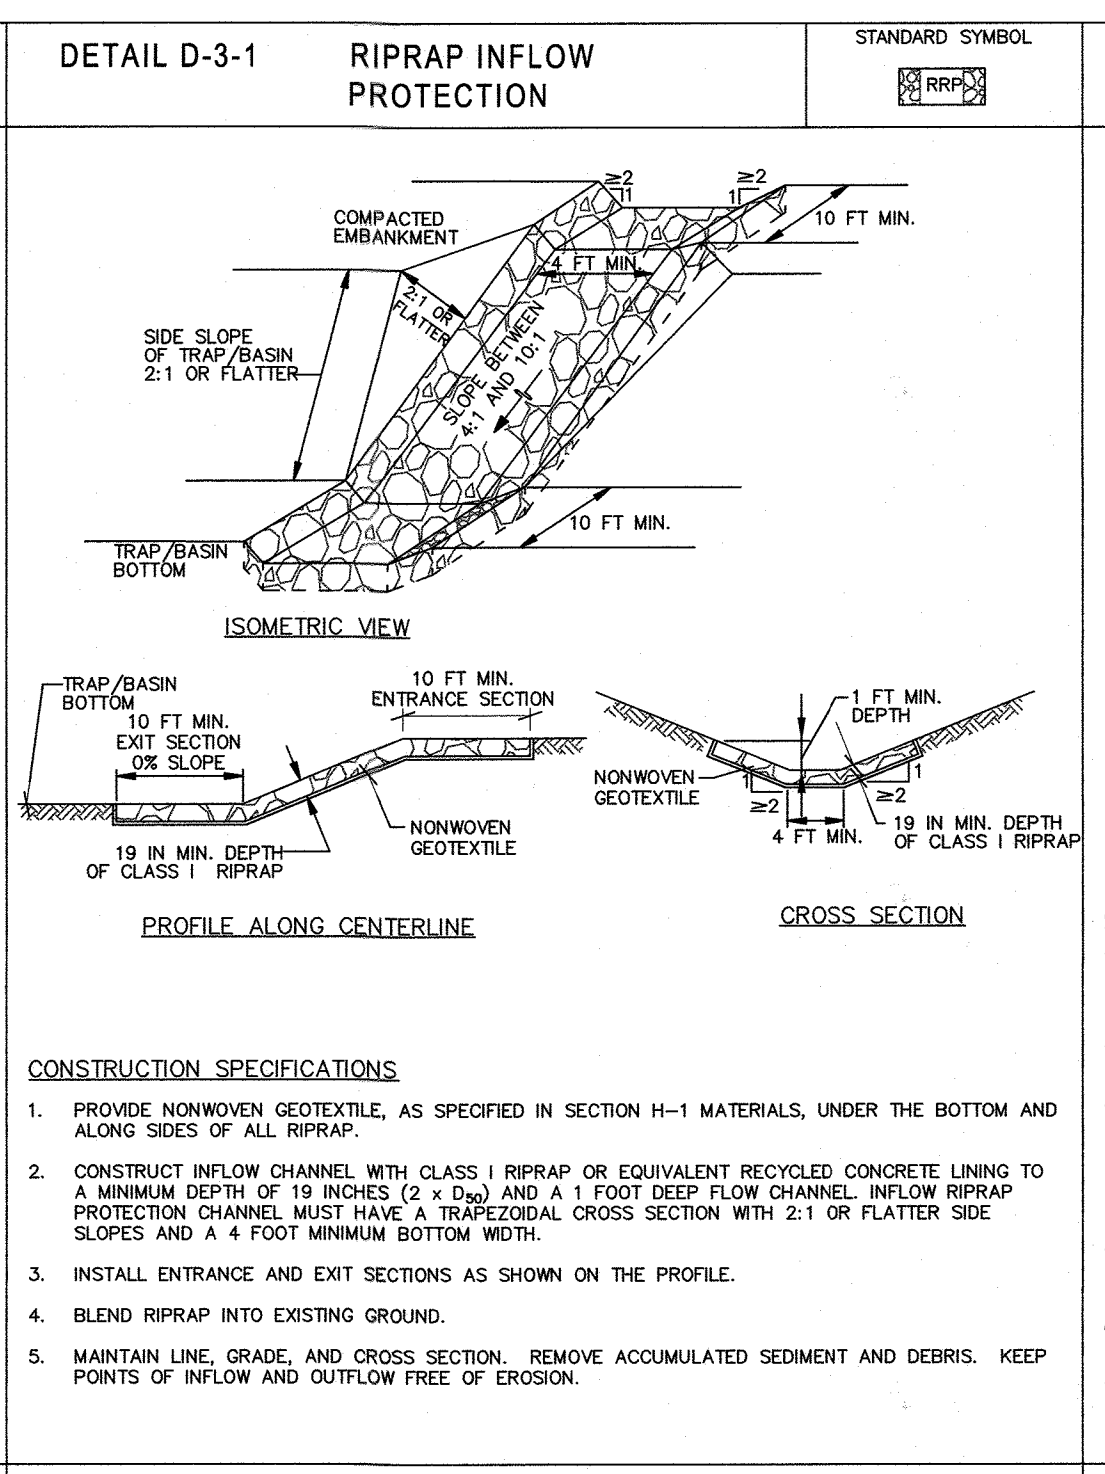 DETAIL D-3-1
RIPRAP INFLOW
PROTECTION
STANDARD SYMBOL
RRP
≥2
1
≥2
1
10 FT MIN.
COMPACTED
EMBANKMENT
4 FT MIN.
2:1 OR
FLATTER
SIDE SLOPE
OF TRAP/BASIN
2:1 OR FLATTER
SLOPE BETWEEN
4:1 AND 10:1
10 FT MIN.
TRAP/BASIN
BOTTOM
ISOMETRIC VIEW
TRAP/BASIN
BOTTOM
10 FT MIN.
EXIT SECTION
0% SLOPE
10 FT MIN.
ENTRANCE SECTION
NONWOVEN
GEOTEXTILE
19 IN MIN. DEPTH
OF CLASS I RIPRAP
PROFILE ALONG CENTERLINE
1 FT MIN.
DEPTH
NONWOVEN
GEOTEXTILE
1
≥2
1
≥2
4 FT MIN.
19 IN MIN. DEPTH
OF CLASS I RIPRAP
CROSS SECTION
CONSTRUCTION SPECIFICATIONS
1. PROVIDE NONWOVEN GEOTEXTILE, AS SPECIFIED IN SECTION H-1 MATERIALS, UNDER THE BOTTOM AND
ALONG SIDES OF ALL RIPRAP.
2. CONSTRUCT INFLOW CHANNEL WITH CLASS I RIPRAP OR EQUIVALENT RECYCLED CONCRETE LINING TO
A MINIMUM DEPTH OF 19 INCHES (2 x D50) AND A 1 FOOT DEEP FLOW CHANNEL. INFLOW RIPRAP
PROTECTION CHANNEL MUST HAVE A TRAPEZOIDAL CROSS SECTION WITH 2:1 OR FLATTER SIDE
SLOPES AND A 4 FOOT MINIMUM BOTTOM WIDTH.
3. INSTALL ENTRANCE AND EXIT SECTIONS AS SHOWN ON THE PROFILE.
4. BLEND RIPRAP INTO EXISTING GROUND.
5. MAINTAIN LINE, GRADE, AND CROSS SECTION. REMOVE ACCUMULATED SEDIMENT AND DEBRIS. KEEP
POINTS OF INFLOW AND OUTFLOW FREE OF EROSION.